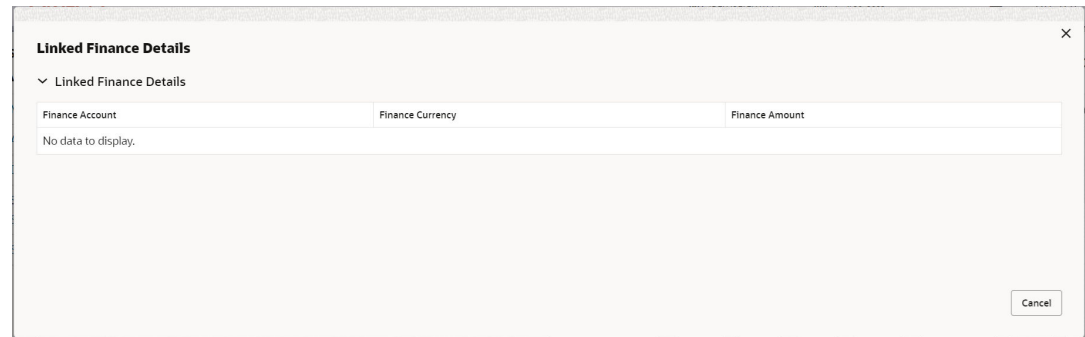 Linked Finance Details
Linked Finance Details
Finance Account Finance Currency Finance Amount
No data to display.
Cancel